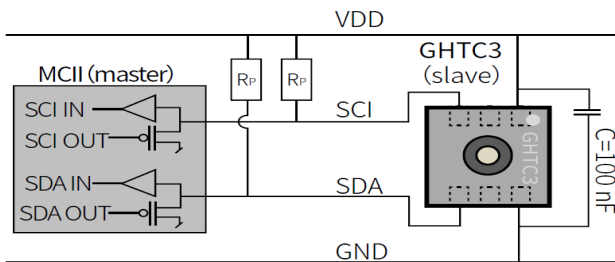 VDD
MCII (master)
RP
RP
GHTC3
(slave)
SCI IN
SCI OUT
SCI
SDA IN
SDA OUT
SDA
GHTC3
C=100 nF
GND